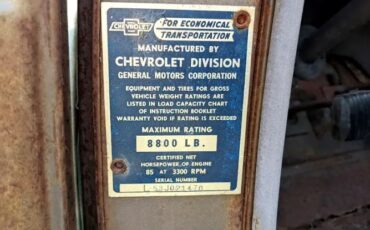 CHEVROLET
FOR ECONOMICAL
TRANSPORTATION
MANUFACTURED BY
CHEVROLET DIVISION
GENERAL MOTORS CORPORATION
EQUIPMENT AND TIRES FOR GROSS
VEHICLE WEIGHT RATINGS ARE
LISTED IN LOAD CAPACITY CHART
OF INSTRUCTION BOOKLET
WARRANTY VOID IF RATING IS EXCEEDED
MAXIMUM RATING
8800 LB.
CERTIFIED NET
HORSEPOWER OF ENGINE
85 AT 3300 RPM
SERIAL NUMBER